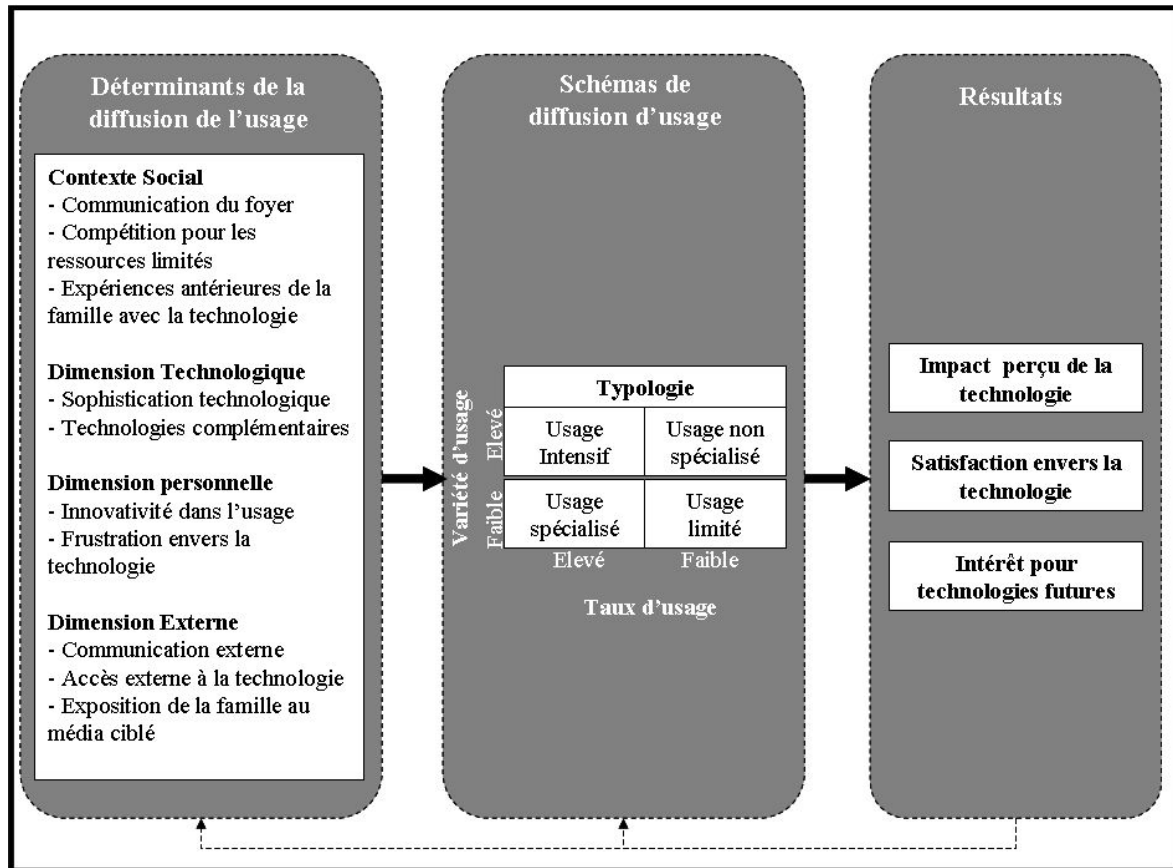 Déterminants de la
diffusion de l'usage
Contexte Social
- Communication du foyer
- Compétition pour les
ressources limités
- Expériences antérieures de la
famille avec la technologie
Dimension Technologique
- Sophistication technologique
- Technologies complémentaires
Dimension personnelle
- Innovativité dans l'usage
- Frustration envers la
technologie
Dimension Externe
- Communication externe
- Accès externe à la technologie
- Exposition de la famille au
média ciblé
Schémas de
diffusion d'usage
Variété d'usage
Elevé
Faible
Typologie
Usage
Intensif
Usage non
spécialisé
Usage
spécialisé
Usage
limité
Elevé
Faible
Taux d'usage
Résultats
Impact perçu de la
technologie
Satisfaction envers la
technologie
Intérêt pour
technologies futures